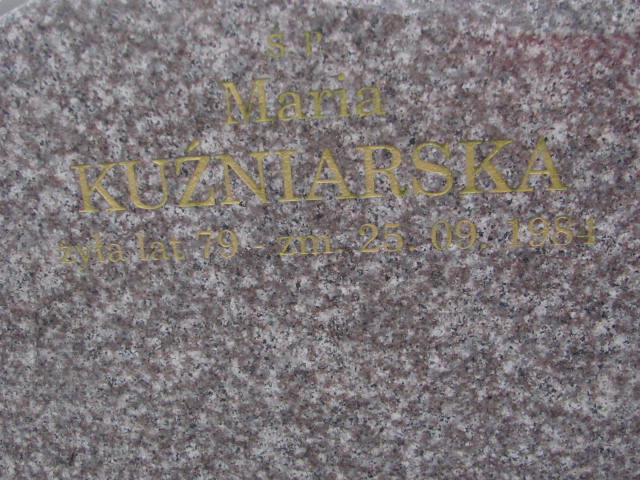 Ś. P.
Maria
KUŹNIARSKA
żyła lat 79 - zm. 25. 09. 1984